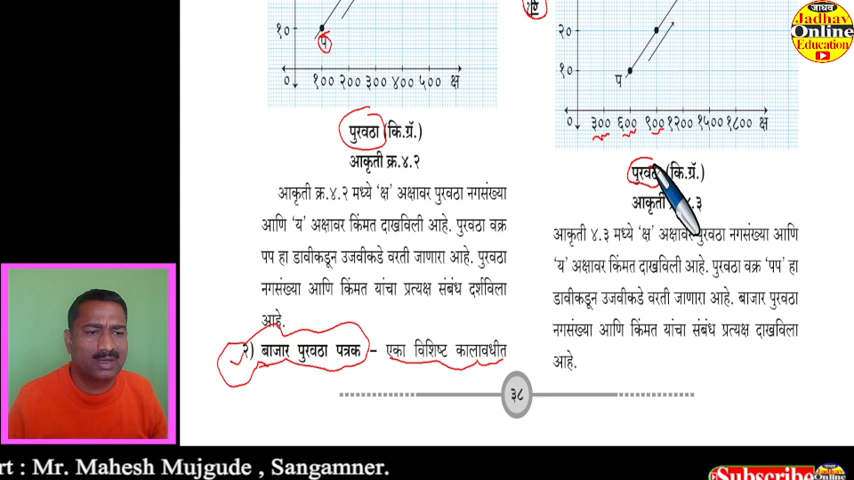 १०
प
० १०० २०० ३०० ४०० ५०० क्ष
पुरवठा (कि.ग्रॅ.)
आकृती क्र.४.२
आकृती क्र.४.२ मध्ये ‘क्ष’ अक्षावर पुरवठा नगसंख्या
आणि ‘य’ अक्षावर किंमत दाखविली आहे. पुरवठा वक्र
पप हा डावीकडून उजवीकडे वरती जाणारा आहे. पुरवठा
नगसंख्या आणि किंमत यांचा प्रत्यक्ष संबंध दर्शविला
आहे.
२) बाजार पुरवठा पत्रक – एका विशिष्ट कालावधीत
२०
१०
प
० ३०० ६०० ९०० १२०० १५०० १८०० क्ष
पुरवठा (कि.ग्रॅ.)
४.३
आकृती ४.३ मध्ये ‘क्ष’ अक्षावर पुरवठा नगसंख्या आणि
‘य’ अक्षावर किंमत दाखविली आहे. पुरवठा वक्र ‘पप’ हा
डावीकडून उजवीकडे वरती जाणारा आहे. बाजार पुरवठा
नगसंख्या आणि किंमत यांचा संबंध प्रत्यक्ष दाखविला
आहे.
३८
जाधव
Jadhav
Online
Education
rt : Mr. Mahesh Mujgude , Sangamner.
Subscribe